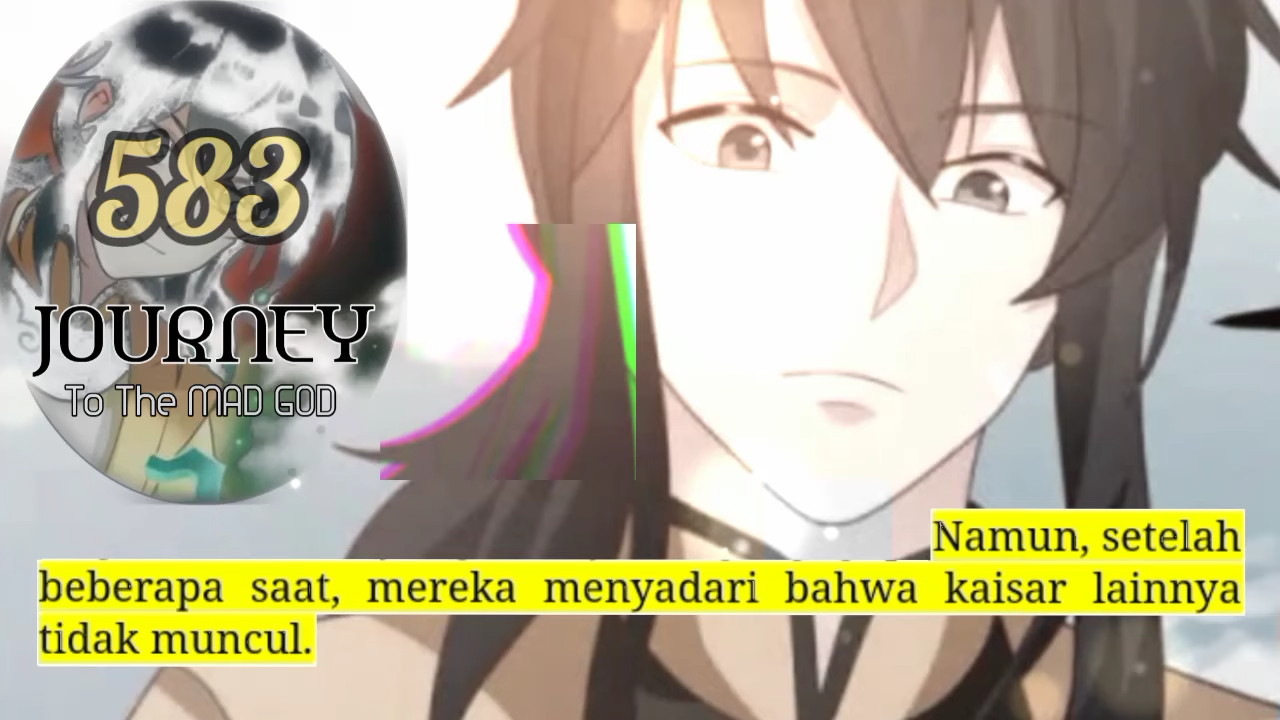 583
JOURNEY
To The MAD GOD
Namun, setelah
beberapa saat, mereka menyadari bahwa kaisar lainnya
tidak muncul.